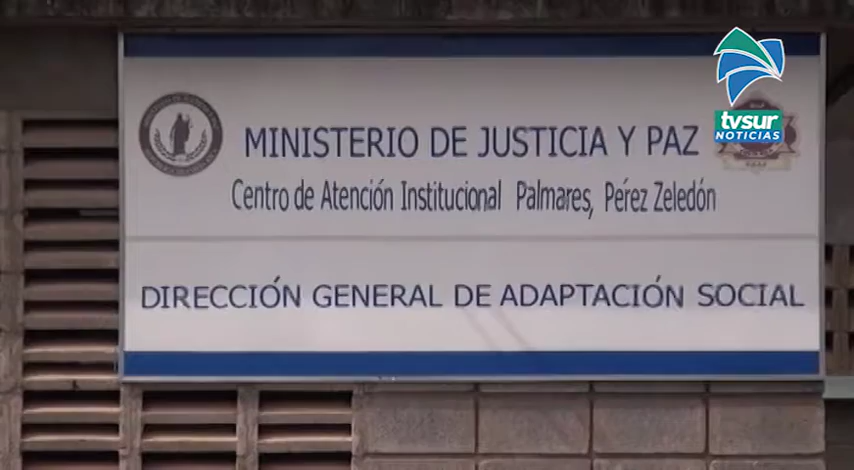 MINISTERIO DE JUSTICIA Y PAZ
Centro de Atención Institucional Palmares, Pérez Zeledón
DIRECCIÓN GENERAL DE ADAPTACIÓN SOCIAL
tvsur
NOTICIAS